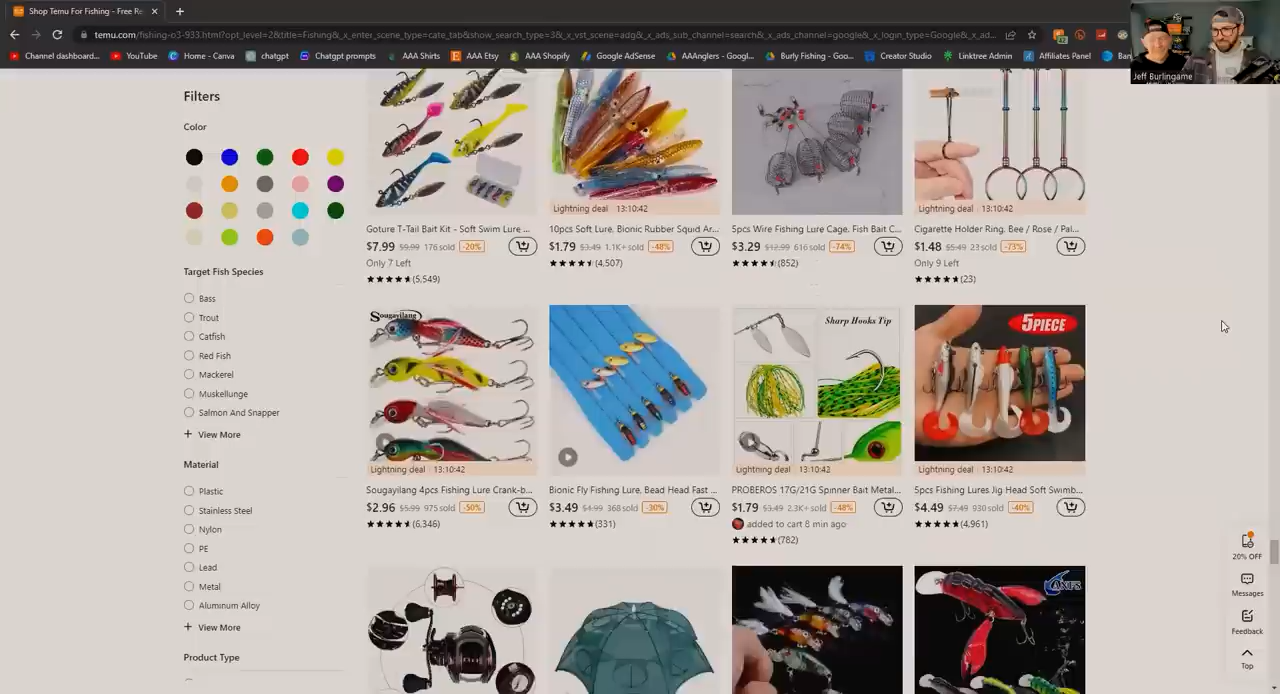 Shop Temu For Fishing - Free Re
temu.com/fishing-o3-933.html?opt_level=2&title=Fishing&_x_enter_scene_type=cate_tab&show_search_type=3&_x_vst_scene=adg&_x_ads_sub_channel=search&_x_ads_channel=google&_x_login_type=Google&_x_ad...
Channel dashboard...
YouTube
Home - Canva
chatgpt
Chatgpt prompts
AAA Shirts
AAA Etsy
AAA Shopify
Google AdSense
AAAnglers - Googl...
Burly Fishing - Goo...
Creator Studio
Linktree Admin
Affiliates Panel
Ban
Jeff Burlingame
Filters
Color
Target Fish Species
Bass
Trout
Catfish
Red Fish
Mackerel
Muskellunge
Salmon And Snapper
+ View More
Material
Plastic
Stainless Steel
Nylon
PE
Lead
Metal
Aluminum Alloy
+ View More
Product Type
Goture T-Tail Bait Kit - Soft Swim Lure ...
$7.99 $9.99 176 sold -20%
Only 7 Left
(5,549)
Lightning deal 13:10:42
10pcs Soft Lure, Bionic Rubber Squid Ar...
$1.79 $3.49 1.1K+ sold -48%
(4,507)
5pcs Wire Fishing Lure Cage, Fish Bait C...
$3.29 $12.99 616 sold -74%
(852)
Lightning deal 13:10:42
Cigarette Holder Ring, Bee / Rose / Pal...
$1.48 $5.49 23 sold -73%
Only 9 Left
(23)
Sougayilang
Lightning deal 13:10:42
Sougayilang 4pcs Fishing Lure Crank-b...
$2.96 $5.99 975 sold -50%
(6,346)
Bionic Fly Fishing Lure, Bead Head Fast ...
$3.49 $4.99 368 sold -30%
(331)
Sharp Hooks Tip
Lightning deal 13:10:42
PROBEROS 17G/21G Spinner Bait Metal...
$1.79 $3.49 2.3K+ sold -48%
added to cart 8 min ago
(782)
5PIECE
Lightning deal 13:10:42
5pcs Fishing Lures Jig Head Soft Swimb...
$4.49 $7.49 930 sold -40%
(4,961)
20% OFF
Messages
Feedback
Top